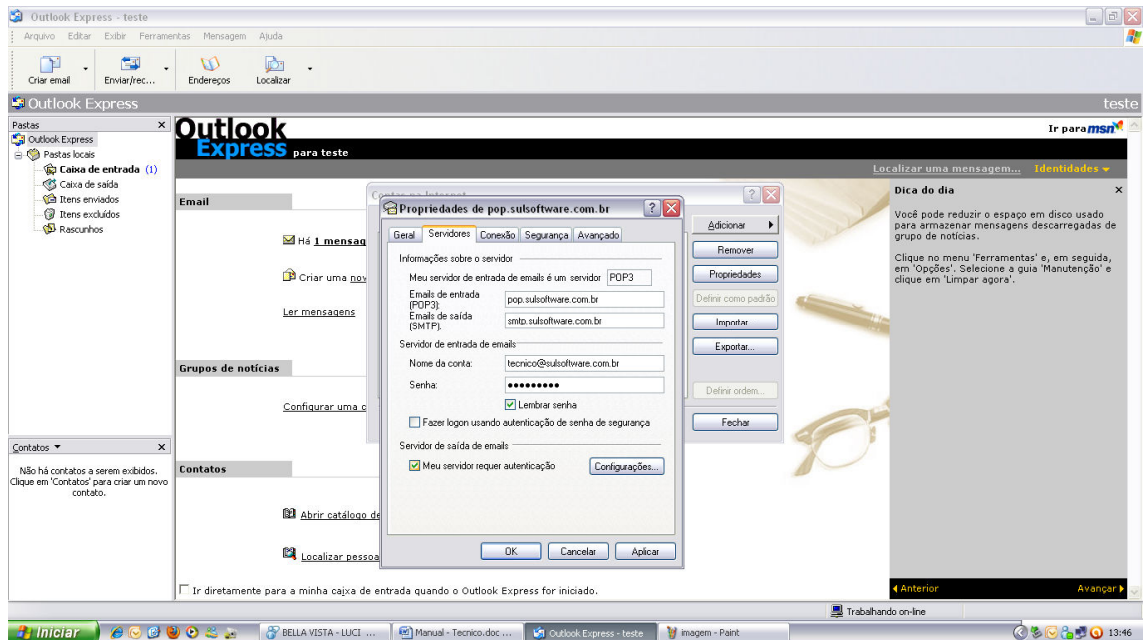 Outlook Express - teste
Arquivo Editar Exibir Ferramentas Mensagem Ajuda
Criar email Enviar/rec... Endereços Localizar
Outlook Express teste
Pastas
Outlook Express
Pastas locais
Caixa de entrada (1)
Caixa de saída
Itens enviados
Itens excluídos
Rascunhos
Contatos
Não há contatos a serem exibidos.
Clique em 'Contatos' para criar um novo
contato.
Outlook
Express para teste
Ir para msn
Localizar uma mensagem... Identidades
Email
Há 1 mensag
Criar uma nov
Ler mensagens
Grupos de notícias
Configurar uma c
Contatos
Abrir catálogo de
Localizar pessoa
Ir diretamente para a minha caixa de entrada quando o Outlook Express for iniciado.
Contas na Internet
Adicionar
Remover
Propriedades
Definir como padrão
Importar
Exportar...
Definir ordem...
Fechar
Propriedades de pop.sulsoftware.com.br
Geral Servidores Conexão Segurança Avançado
Informações sobre o servidor
Meu servidor de entrada de emails é um servidor POP3
Emails de entrada
(POP3): pop.sulsoftware.com.br
Emails de saída
(SMTP): smtp.sulsoftware.com.br
Servidor de entrada de emails
Nome da conta: tecnico@sulsoftware.com.br
Senha: •••••••••
Lembrar senha
Fazer logon usando autenticação de senha de segurança
Servidor de saída de emails
Meu servidor requer autenticação Configurações...
OK Cancelar Aplicar
Dica do dia
Você pode reduzir o espaço em disco usado
para armazenar mensagens descarregadas de
grupo de notícias.
Clique no menu 'Ferramentas' e, em seguida,
em 'Opções'. Selecione a guia 'Manutenção' e
clique em 'Limpar agora'.
Anterior Avançar
Trabalhando on-line
Iniciar BELLA VISTA - LUCI ... Manual - Tecnico.doc ... Outlook Express - teste imagem - Paint 13:46